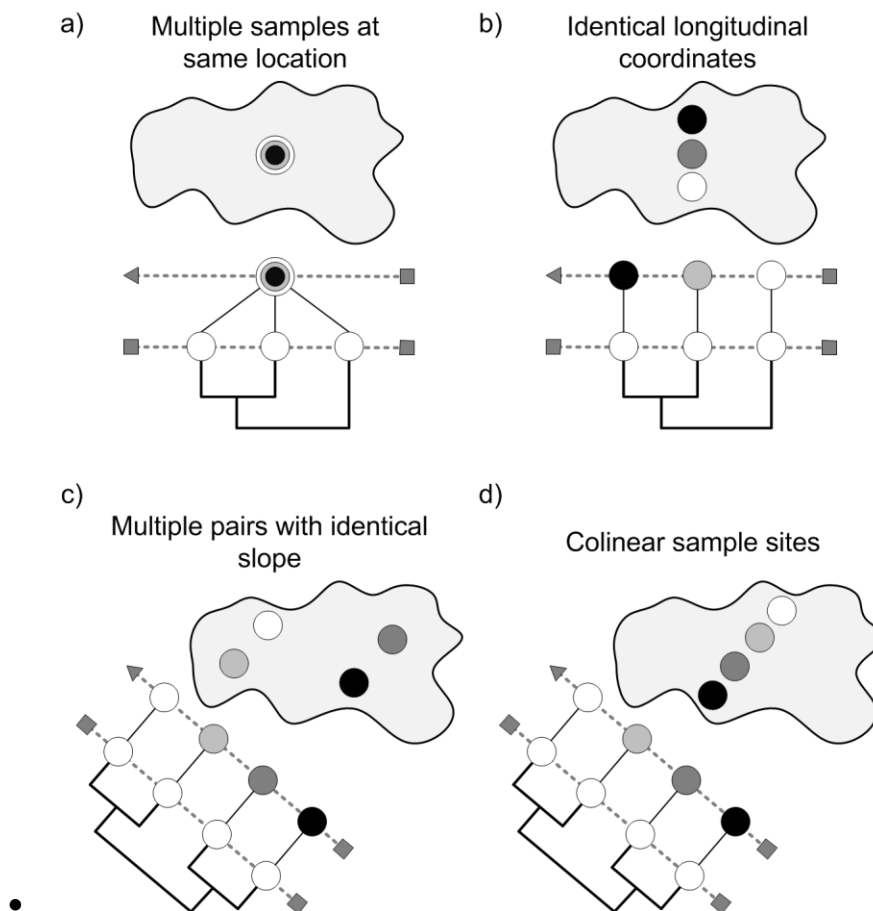 a)
Multiple samples at
same location
b)
Identical longitudinal
coordinates
c)
Multiple pairs with identical
slope
d)
Colinear sample sites